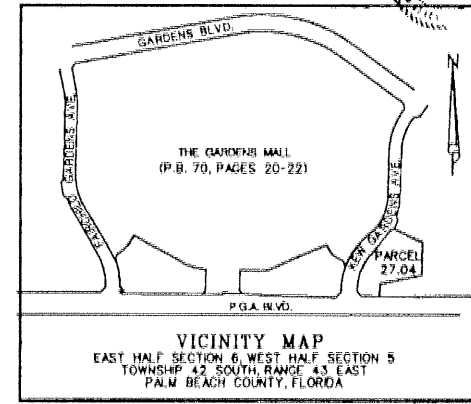 GARDENS BLVD.
N
FAIRCHILD GARDENS AVE.
THE GARDENS MALL
(P.B. 70, PAGES 20-22)
KEW GARDENS AVE.
PARCEL
27.04
P.G.A. BLVD.
VICINITY MAP
EAST HALF SECTION 6, WEST HALF SECTION 5
TOWNSHIP 42 SOUTH, RANGE 43 EAST
PALM BEACH COUNTY, FLORIDA